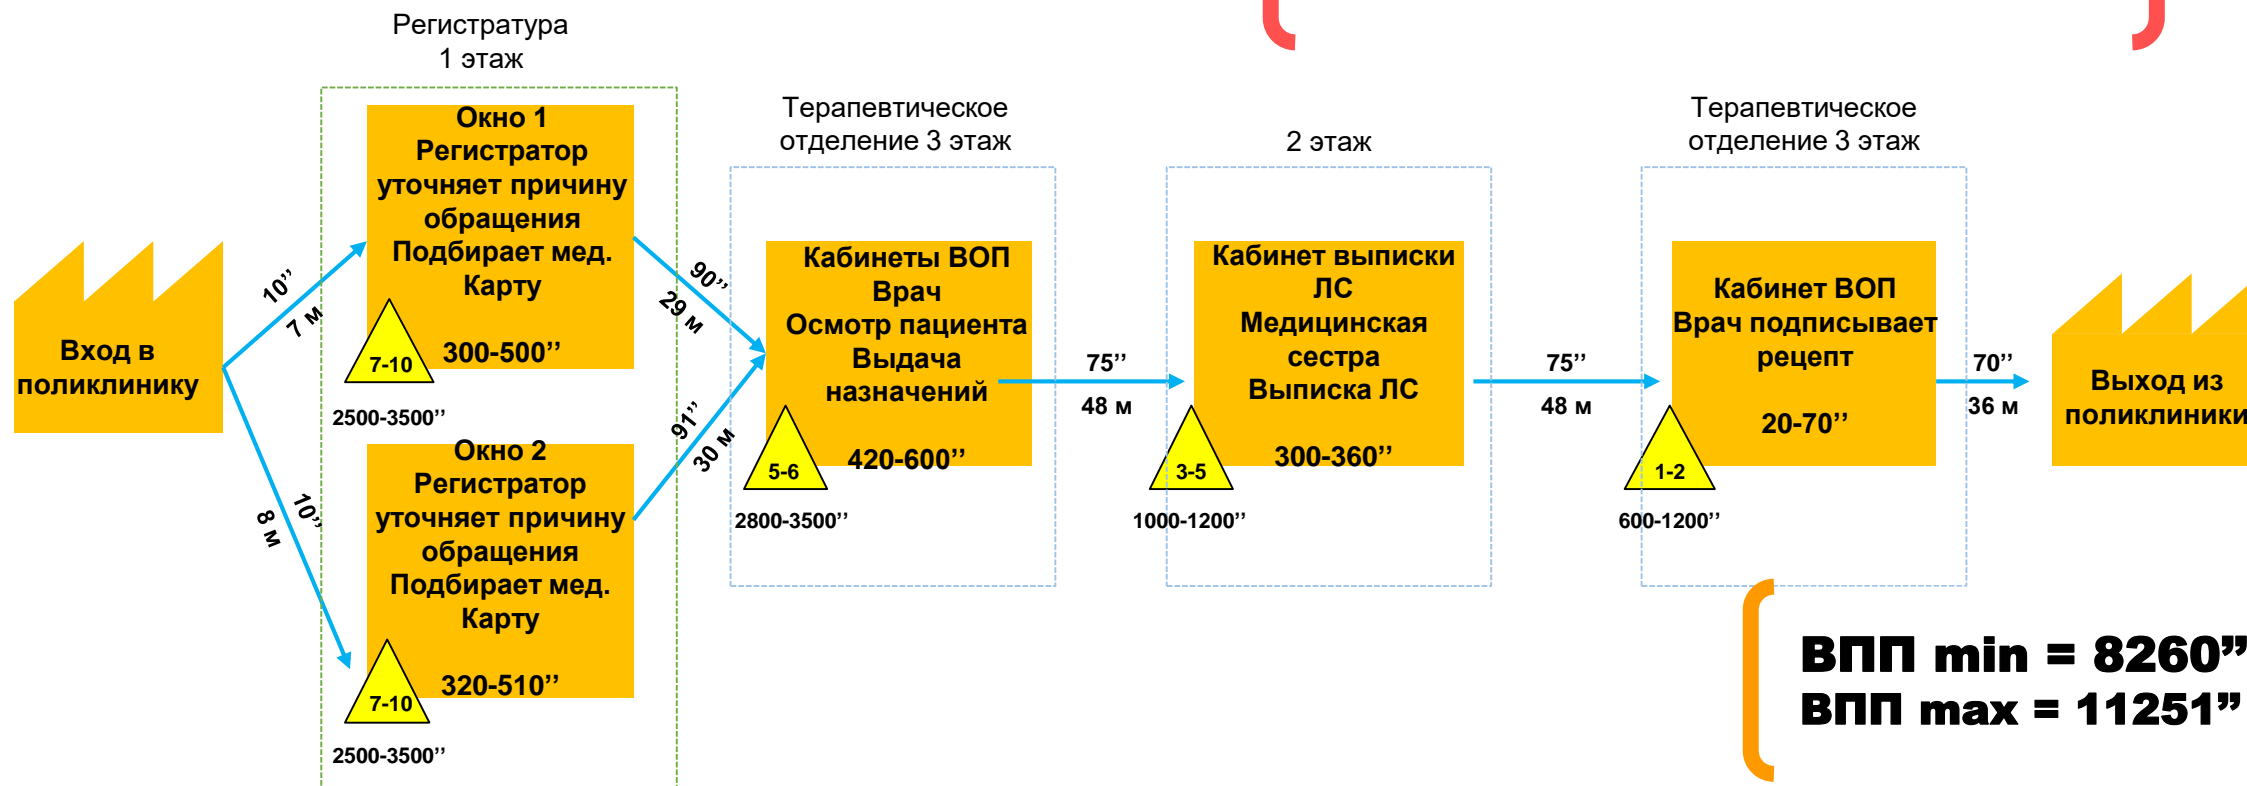 Регистратура
1 этаж
Вход в
поликлинику
10’’
7 м
10’’
8 м
Окно 1
Регистратор
уточняет причину
обращения
Подбирает мед.
Карту
300-500’’
7-10
2500-3500’’
Окно 2
Регистратор
уточняет причину
обращения
Подбирает мед.
Карту
320-510’’
7-10
2500-3500’’
90’’
29 м
91’’
30 м
Терапевтическое
отделение 3 этаж
Кабинеты ВОП
Врач
Осмотр пациента
Выдача
назначений
420-600’’
5-6
2800-3500’’
75’’
48 м
2 этаж
Кабинет выписки
ЛС
Медицинская
сестра
Выписка ЛС
300-360’’
3-5
1000-1200’’
75’’
48 м
Терапевтическое
отделение 3 этаж
Кабинет ВОП
Врач подписывает
рецепт
20-70’’
1-2
600-1200’’
70’’
36 м
Выход из
поликлиники
ВПП min = 8260”
ВПП max = 11251”